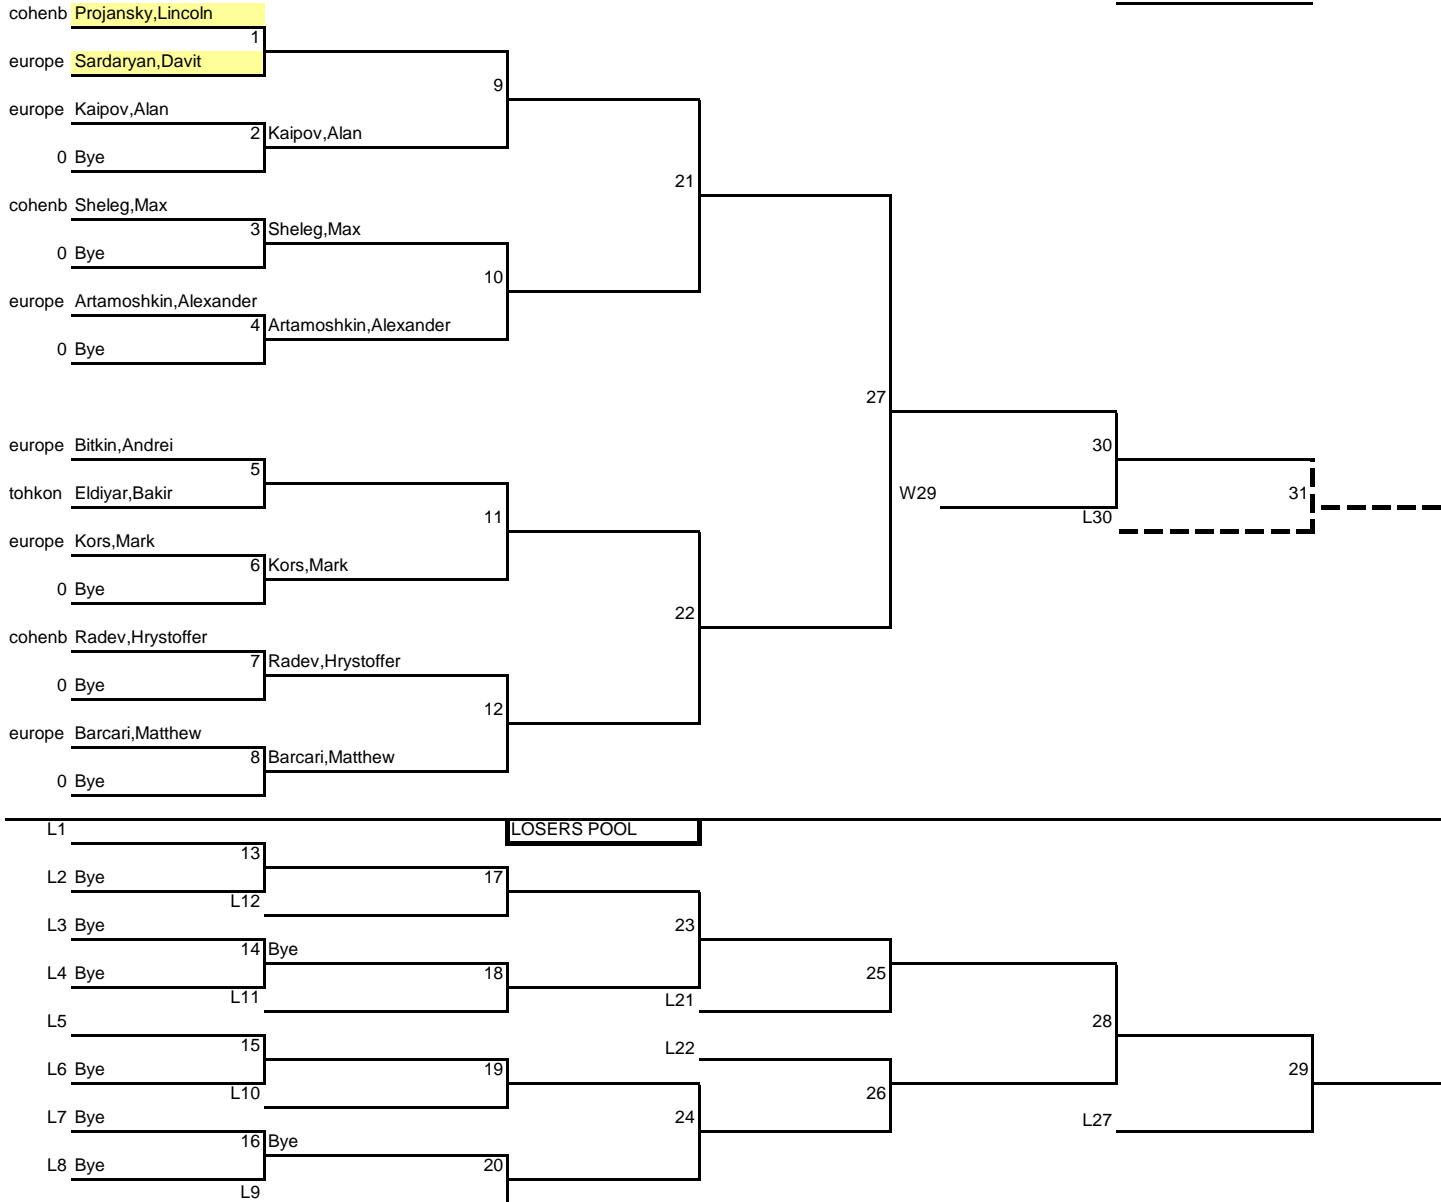 cohenb Projansky,Lincoln
1
europe Sardaryan,Davit
9
europe Kaipov,Alan
2 Kaipov,Alan
0 Bye
21
cohenb Sheleg,Max
3 Sheleg,Max
0 Bye
10
europe Artamoshkin,Alexander
4 Artamoshkin,Alexander
0 Bye
27
europe Bitkin,Andrei
30
5
tohkon Eldiyar,Bakir
W29
31
11
L30
europe Kors,Mark
6 Kors,Mark
0 Bye
22
cohenb Radev,Hrystoffer
7 Radev,Hrystoffer
0 Bye
12
europe Barcari,Matthew
8 Barcari,Matthew
0 Bye
L1
LOSERS POOL
13
L2 Bye
17
L12
L3 Bye
23
14 Bye
L4 Bye
18
25
L11
L21
L5
28
15
L22
L6 Bye
19
29
L10
26
L7 Bye
24
L27
16 Bye
L8 Bye
20
L9